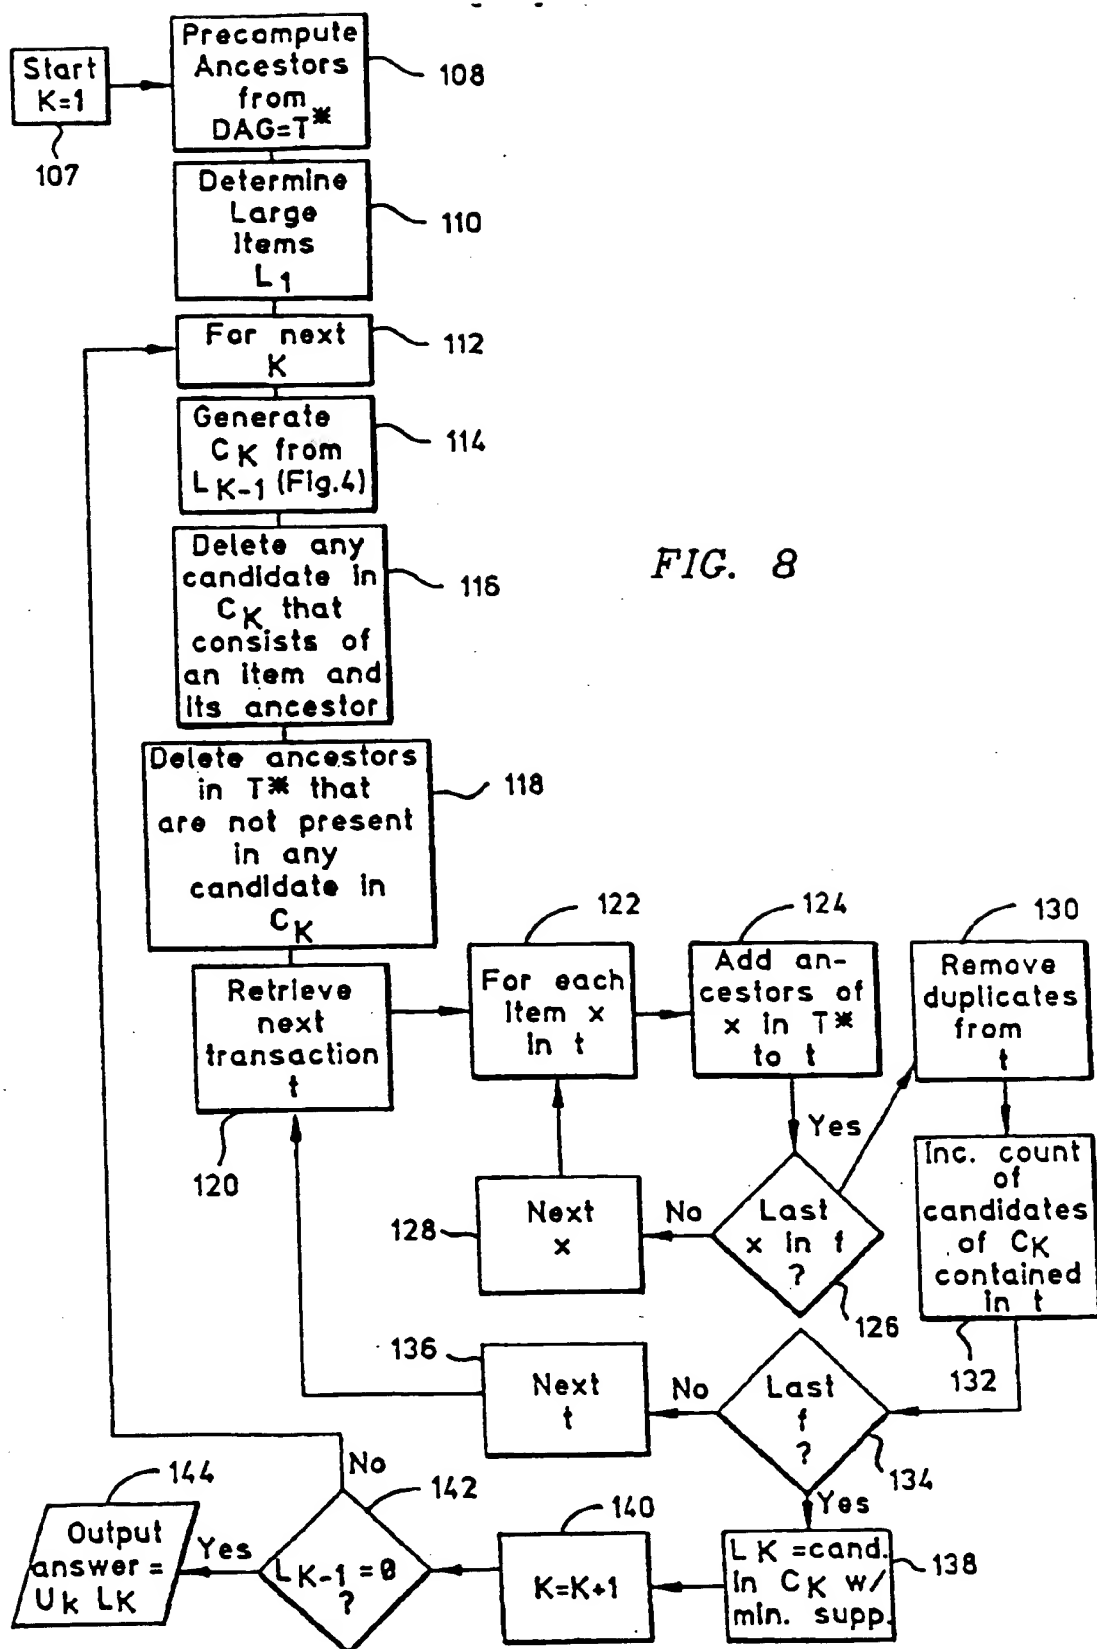 Start
K=1
107
Precompute
Ancestors
from
DAG=T*
108
Determine
Large
Items
L1
110
For next
K
112
Generate
CK from
LK-1 (Fig.4)
114
Delete any
candidate in
CK that
consists of
an item and
its ancestor
116
FIG. 8
Delete ancestors
in T* that
are not present
in any
candidate in
CK
118
Retrieve
next
transaction
t
120
For each
item x
in t
122
Add an-
cestors of
x in T*
to t
124
Remove
duplicates
from
t
130
Yes
Last
x in f
?
126
No
Next
x
128
Inc. count
of
candidates
of CK
contained
in t
132
Last
f
?
134
No
Next
t
136
Yes
LK =cand.
in CK w/
min. supp.
138
K=K+1
140
LK-1 = 0
?
142
No
Yes
Output
answer =
Uk LK
144